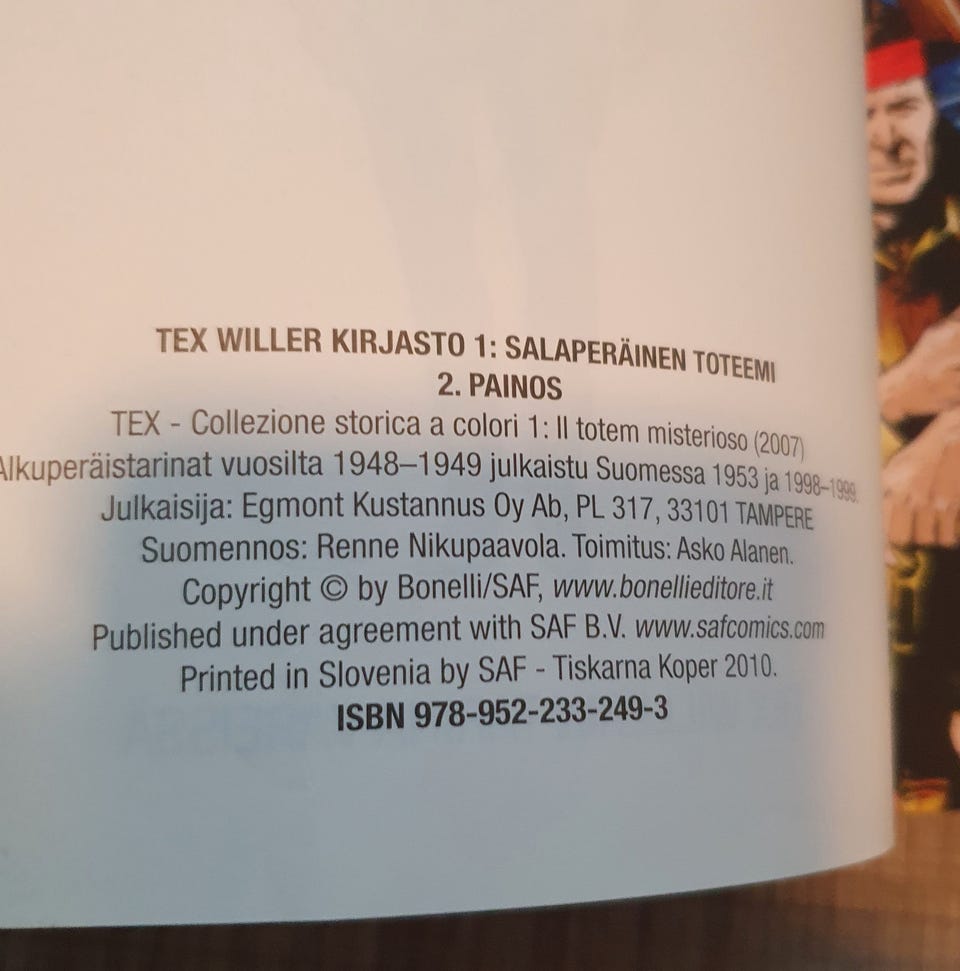 TEX WILLER KIRJASTO 1: SALAPERÄINEN TOTEEMI
2. PAINOS
TEX - Collezione storica a colori 1: Il totem misterioso (2007)
Alkuperäistarinat vuosilta 1948–1949 julkaistu Suomessa 1953 ja 1998–1999.
Julkaisija: Egmont Kustannus Oy Ab, PL 317, 33101 TAMPERE
Suomennos: Renne Nikupaavola. Toimitus: Asko Alanen.
Copyright © by Bonelli/SAF, www.bonellieditore.it
Published under agreement with SAF B.V. www.safcomics.com
Printed in Slovenia by SAF - Tiskarna Koper 2010.
ISBN 978-952-233-249-3